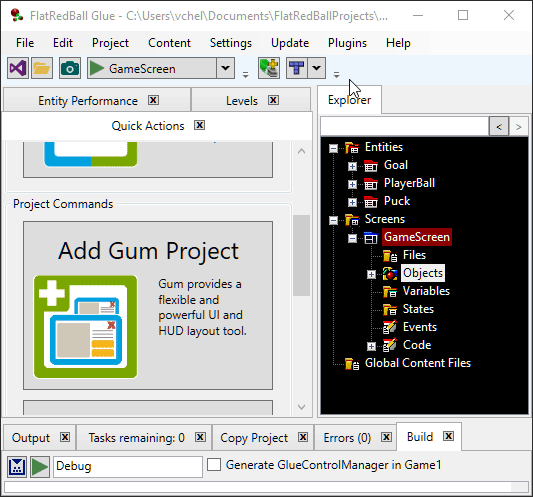 FlatRedBall Glue - C:\Users\vchel\Documents\FlatRedBallProjects\...
File Edit Project Content Settings Update Plugins Help
GameScreen
Entity Performance Levels Explorer
Quick Actions
< >
Project Commands
Add Gum Project
Gum provides a
flexible and
powerful UI and
HUD layout tool.
Entities
Goal
PlayerBall
Puck
Screens
GameScreen
Files
Objects
Variables
States
Events
Code
Global Content Files
Output Tasks remaining: 0 Copy Project Errors (0) Build
Debug Generate GlueControlManager in Game1